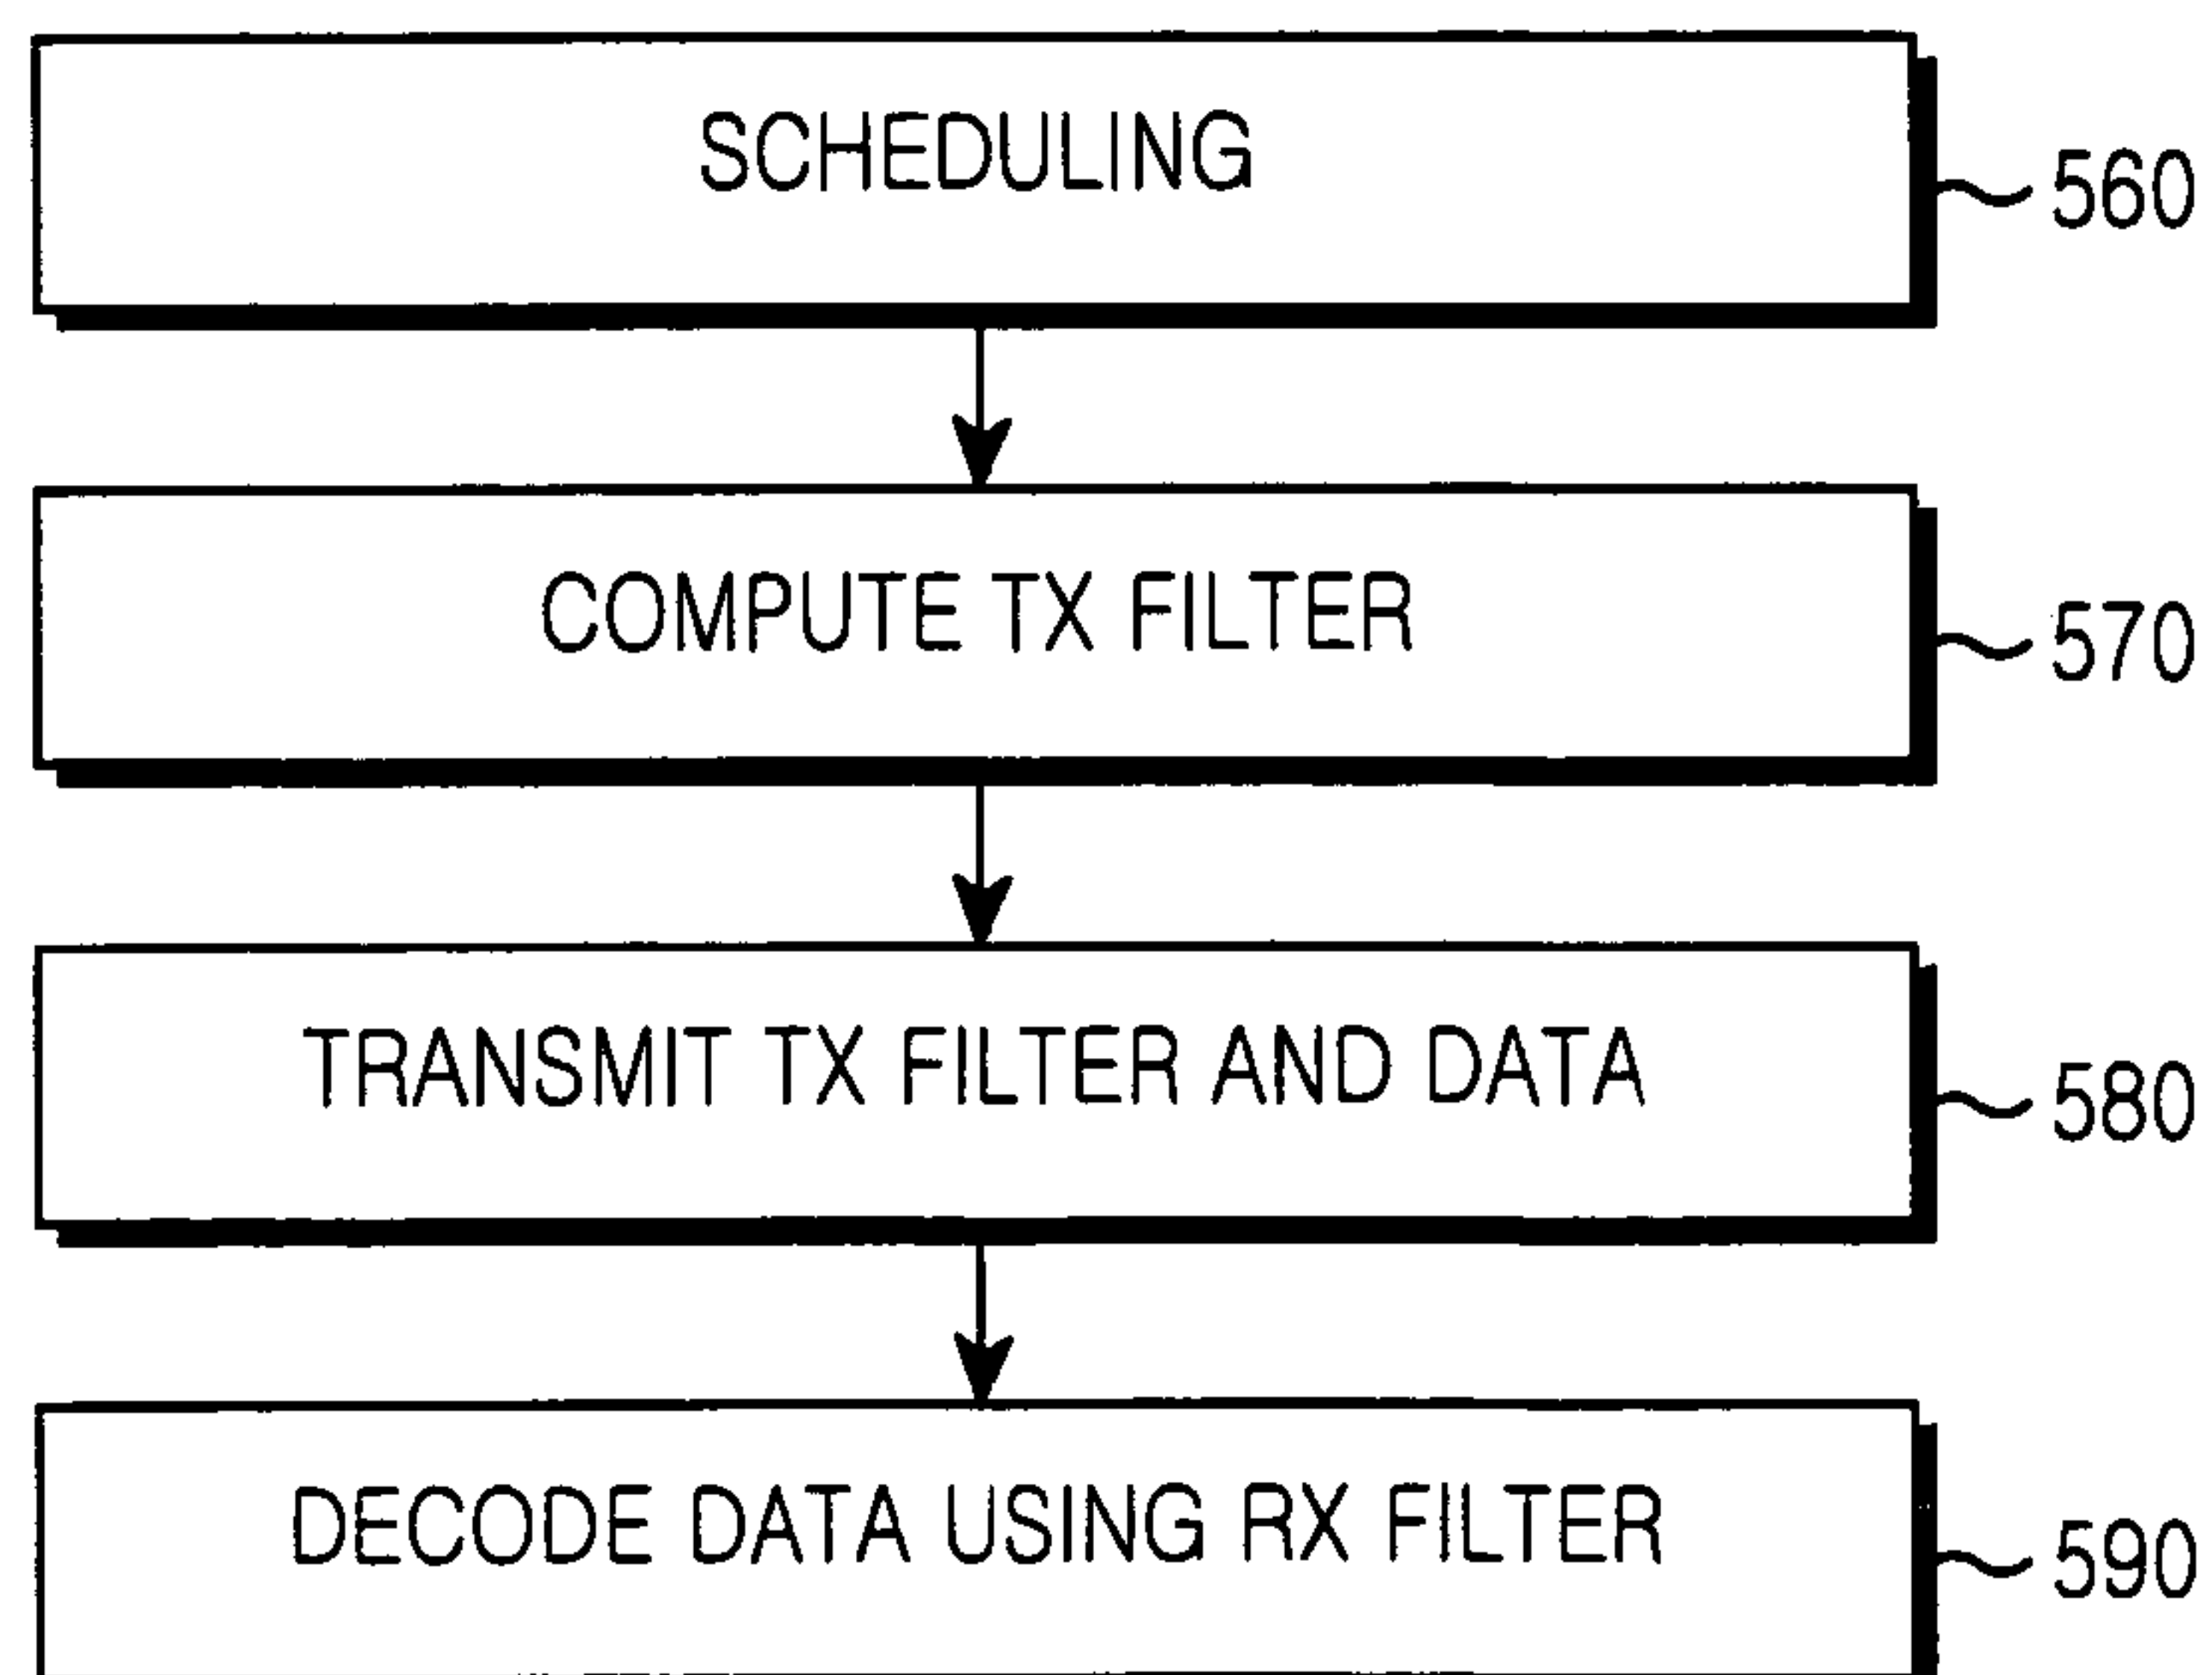 SCHEDULING
560
COMPUTE TX FILTER
570
TRANSMIT TX FILTER AND DATA
580
DECODE DATA USING RX FILTER
590